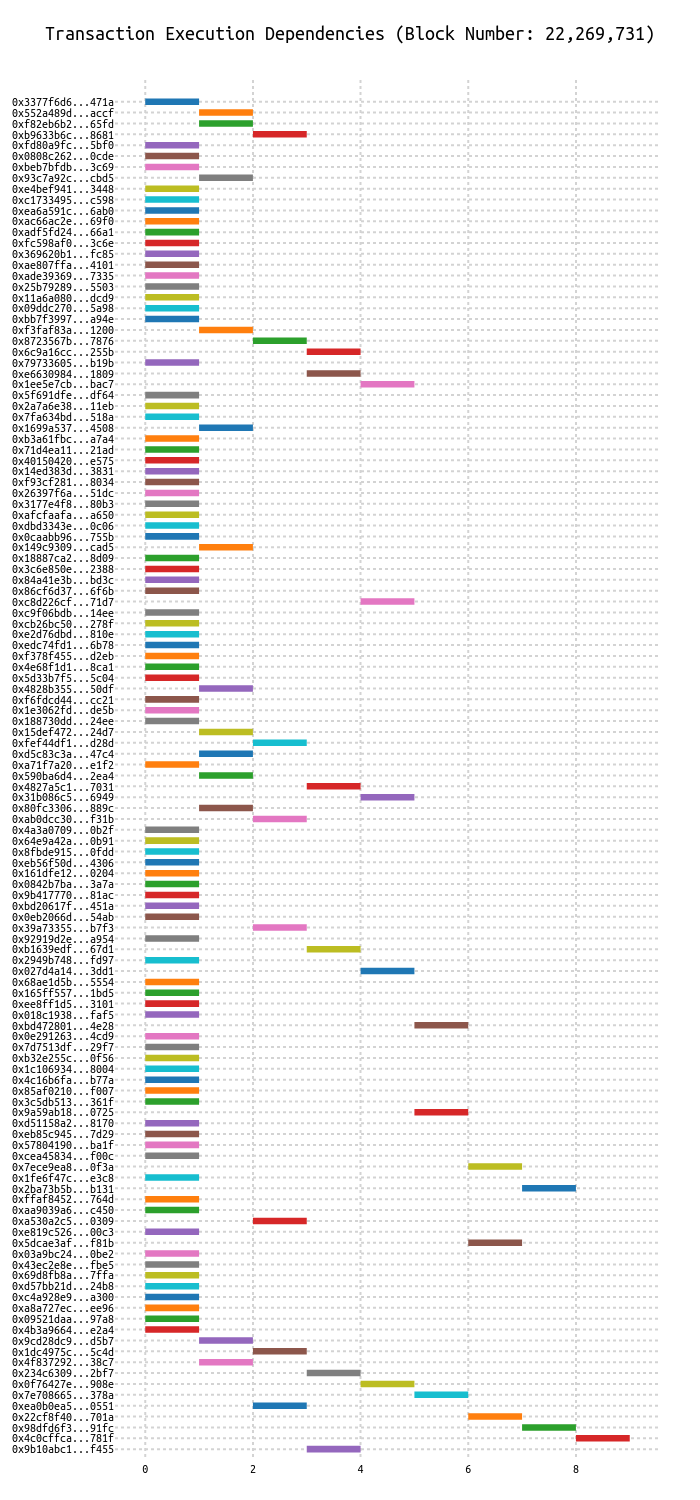 Transaction Execution Dependencies (Block Number: 22,269,731)
0x3377f6d6...471a
0x552a489d...accf
0xf82eb6b2...65fd
0xb9633b6c...8681
0xfd80a9fc...5bf0
0x0808c262...0cde
0xbeb7bfdb...3c69
0x93c7a92c...cbd5
0xe4bef941...3448
0xc1733495...c598
0xea6a591c...6ab0
0xac66ac2e...69f0
0xadf5fd24...66a1
0xfc598af0...3c6e
0x369620b1...fc85
0xae807ffa...4101
0xade39369...7335
0x25b79289...5503
0x11a6a080...dcd9
0x09ddc270...5a98
0xbb7f3997...a94e
0xf3faf83a...1200
0x8723567b...7876
0x6c9a16cc...255b
0x79733605...b19b
0xe6630984...1809
0x1ee5e7cb...bac7
0x5f691dfe...df64
0x2a7a6e38...11eb
0x7fa634bd...518a
0x1699a537...4508
0xb3a61fbc...a7a4
0x71d4ea11...21ad
0x40150420...e575
0x14ed383d...3831
0xf93cf281...8034
0x26397f6a...51dc
0x3177e4f8...80b3
0xafcfaafa...a650
0xdbd3343e...0c06
0x0caabb96...755b
0x149c9309...cad5
0x18887ca2...8d09
0x3c6e850e...2388
0x84a41e3b...bd3c
0x86cf6d37...6f6b
0xc8d226cf...71d7
0xc9f06bdb...14ee
0xcb26bc50...278f
0xe2d76dbd...810e
0xedc74fd1...6b78
0xf378f455...d2eb
0x4e68f1d1...8ca1
0x5d33b7f5...5c04
0x4828b355...50df
0xf6fdcd44...cc21
0x1e3062fd...de5b
0x188730dd...24ee
0x15def472...24d7
0xfef44df1...d28d
0xd5c83c3a...47c4
0xa71f7a20...e1f2
0x590ba6d4...2ea4
0x4827a5c1...7031
0x31b086c5...6949
0x80fc3306...889c
0xab0dcc30...f31b
0x4a3a0709...0b2f
0x64e9a42a...0b91
0x8fbde915...0fdd
0xeb56f50d...4306
0x161dfe12...0204
0x0842b7ba...3a7a
0x9b417770...81ac
0xbd20617f...451a
0x0eb2066d...54ab
0x39a73355...b7f3
0x92919d2e...a954
0xb1639edf...67d1
0x2949b748...fd97
0x027d4a14...3dd1
0x68ae1d5b...5554
0x165ff557...1bd5
0xee8ff1d5...3101
0x018c1938...faf5
0xbd472801...4e28
0x0e291263...4cd9
0x7d7513df...29f7
0xb32e255c...0f56
0x1c106934...8004
0x4c16b6fa...b77a
0x85af0210...f007
0x3c5db513...361f
0x9a59ab18...0725
0xd51158a2...8170
0xeb85c945...7d29
0x57804190...ba1f
0xcea45834...f00c
0x7ece9ea8...0f3a
0x1fe6f47c...e3c8
0x2ba73b5b...b131
0xffaf8452...764d
0xaa9039a6...c450
0xa530a2c5...0309
0xe819c526...00c3
0x5dcae3af...f81b
0x03a9bc24...0be2
0x43ec2e8e...fbe5
0x69d8fb8a...7ffa
0xd57bb21d...24b8
0xc4a928e9...a300
0xa8a727ec...ee96
0x09521daa...97a8
0x4b3a9664...e2a4
0x9cd28dc9...d5b7
0x1dc4975c...5c4d
0x4f837292...38c7
0x234c6309...2bf7
0x0f76427e...908e
0x7e708665...378a
0xea0b0ea5...0551
0x22cf8f40...701a
0x98dfd6f3...91fc
0x4c0cffca...781f
0x9b10abc1...f455
0 2 4 6 8